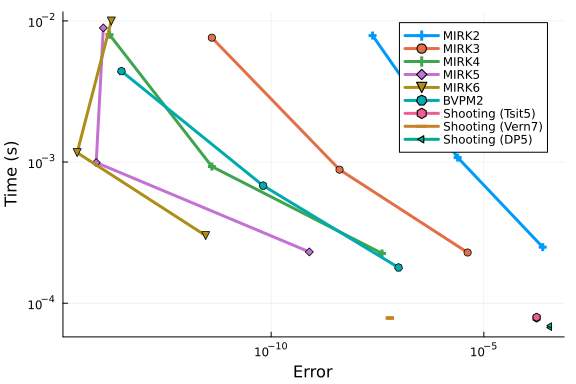 Time (s)
10⁻²
10⁻³
10⁻⁴
MIRK2
MIRK3
MIRK4
MIRK5
MIRK6
BVPM2
Shooting (Tsit5)
Shooting (Vern7)
Shooting (DP5)
10⁻¹⁰
10⁻⁵
Error